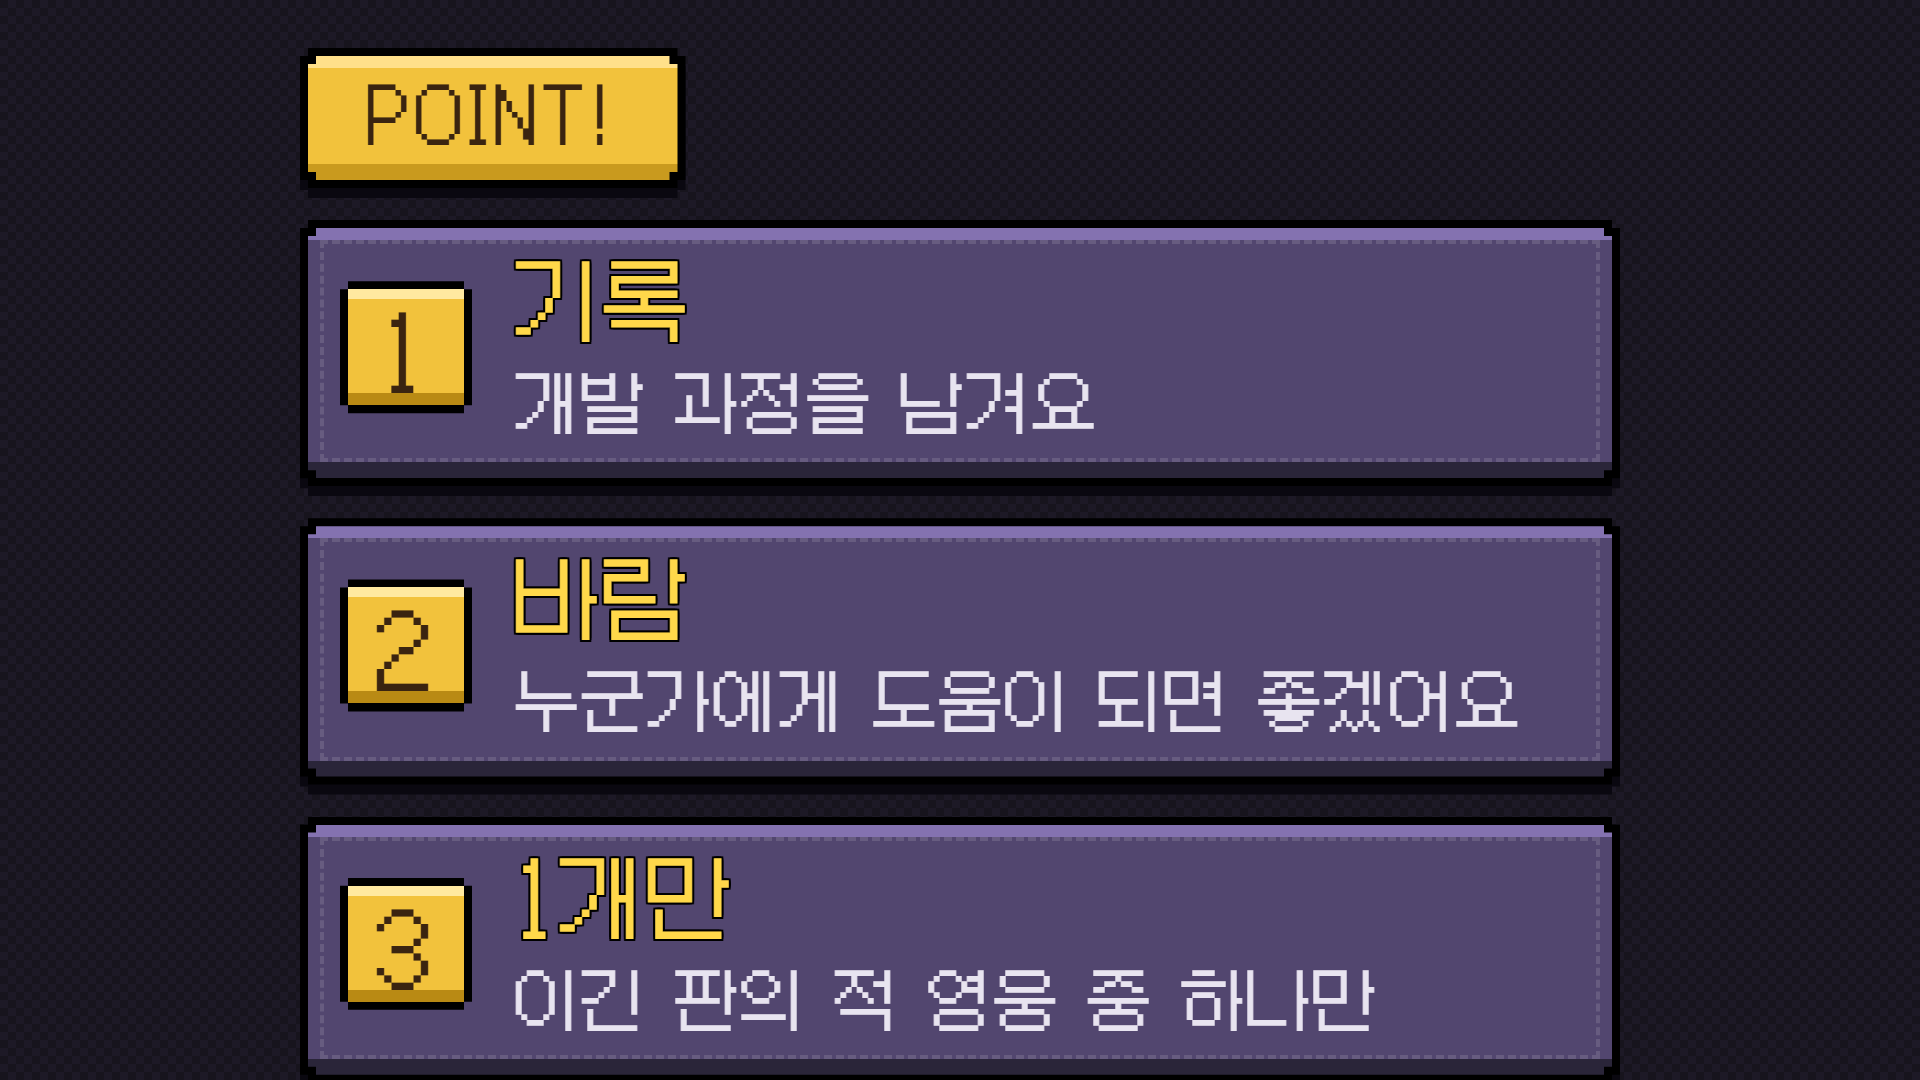 POINT!
1
기록
개발 과정을 남겨요
2
바람
누군가에게 도움이 되면 좋겠어요
3
1개만
이긴 판의 적 영웅 중 하나만